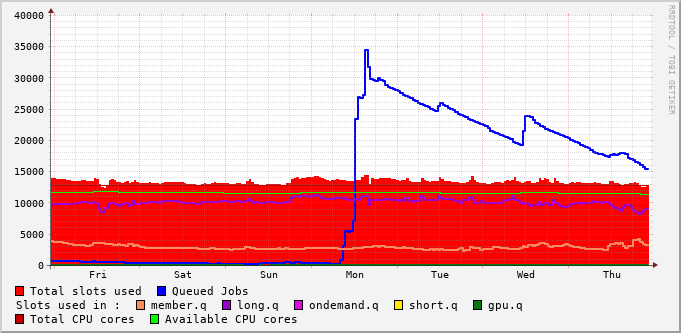 40000
35000
30000
25000
20000
15000
10000
5000
0
Fri Sat Sun Mon Tue Wed Thu
Total slots used Queued Jobs
Slots used in : member.q long.q ondemand.q short.q gpu.q
Total CPU cores Available CPU cores
RRDTOOL / TOBI OETIKER